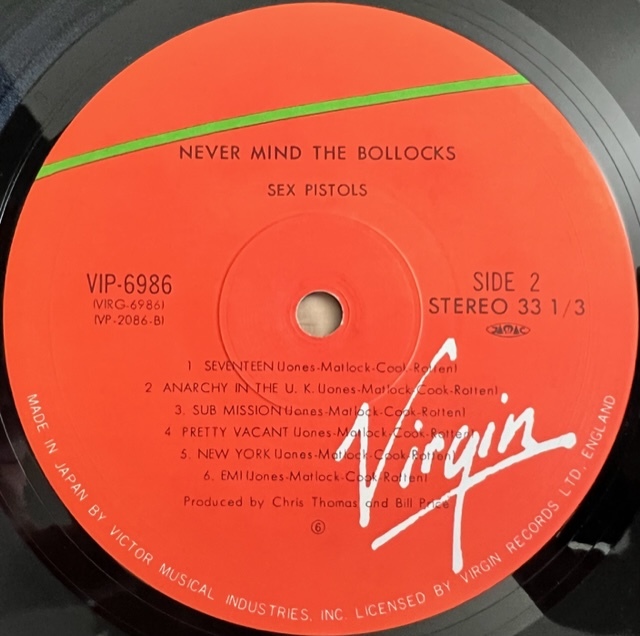 NEVER MIND THE BOLLOCKS
SEX PISTOLS
VIP-6986
(VIRG-6986)
(VP-2086-B)
SIDE 2
STEREO 33 1/3
1 SEVENTEEN (Jones-Matlock-Cook-Rotten)
2 ANARCHY IN THE U. K. (Jones-Matlock-Cook-Rotten)
3. SUB MISSION (Jones-Matlock-Cook-Rotten)
4 PRETTY VACANT (Jones-Matlock-Cook-Rotten)
5. NEW YORK (Jones-Matlock-Cook-Rotten)
6. EMI (Jones-Matlock-Cook-Rotten)
Produced by Chris Thomas and Bill Price
⑥
Virgin
MADE IN JAPAN BY VICTOR MUSICAL INDUSTRIES, INC. LICENSED BY VIRGIN RECORDS LTD., ENGLAND